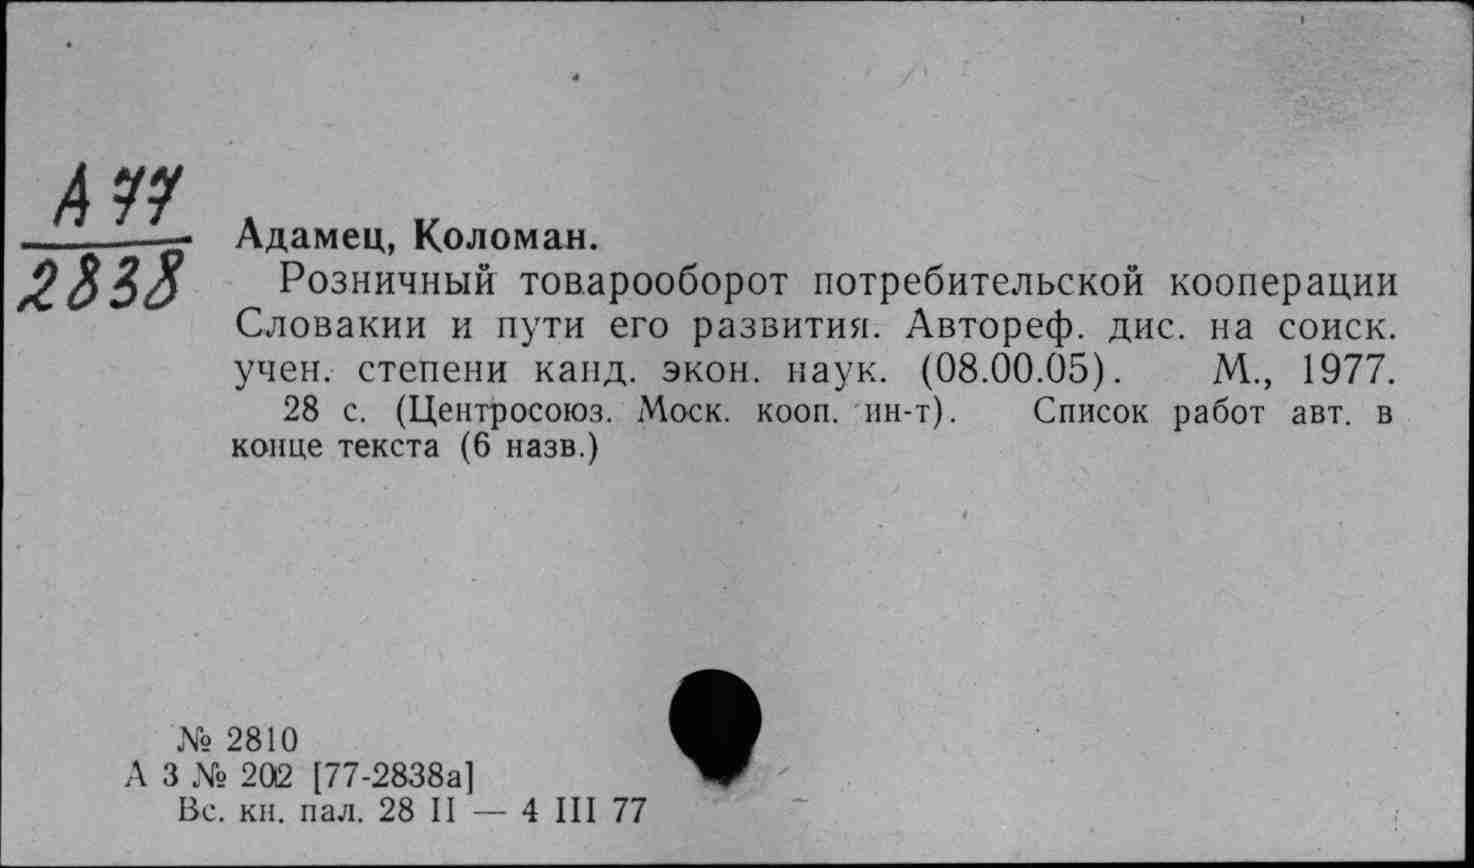 А 77
2838
Адамец, Коломан.
Розничный товарооборот потребительской кооперации
Словакии и пути его развития. Автореф. дис. на соиск.
учен. степени канд. экон. наук. (08.00.05). М., 1977.
28 с. (Центросоюз. Моск. кооп. ин-т). Список работ авт. в
конце текста (6 назв.)
№ 2810
А 3 № 202 [77-2838а]
Вс. кн. пал. 28 II — 4 III 77